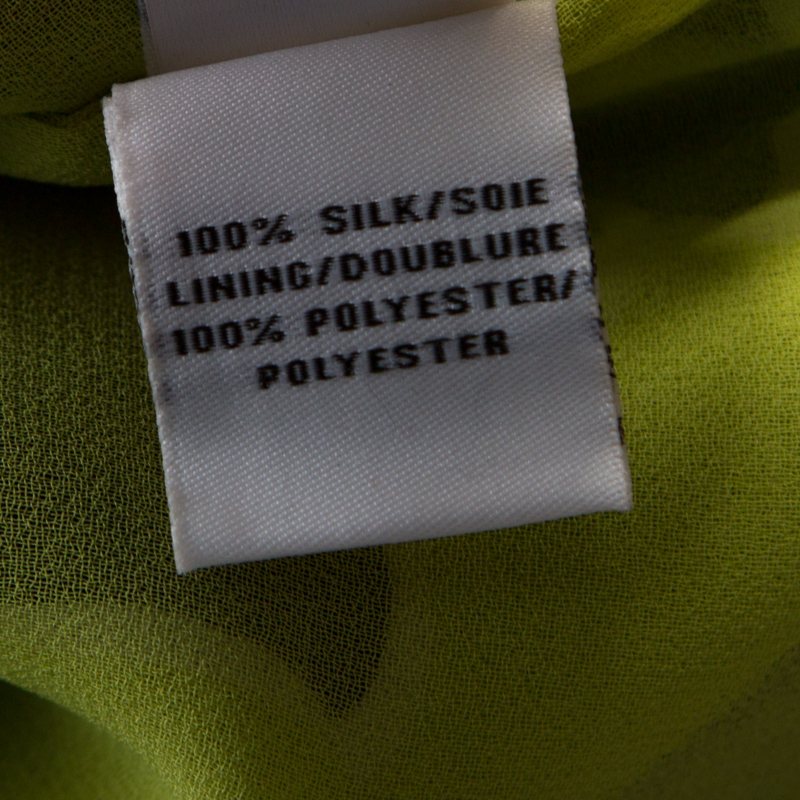 100% SILK/SOIE
LINING/DOUBLURE
100% POLYESTER/
POLYESTER